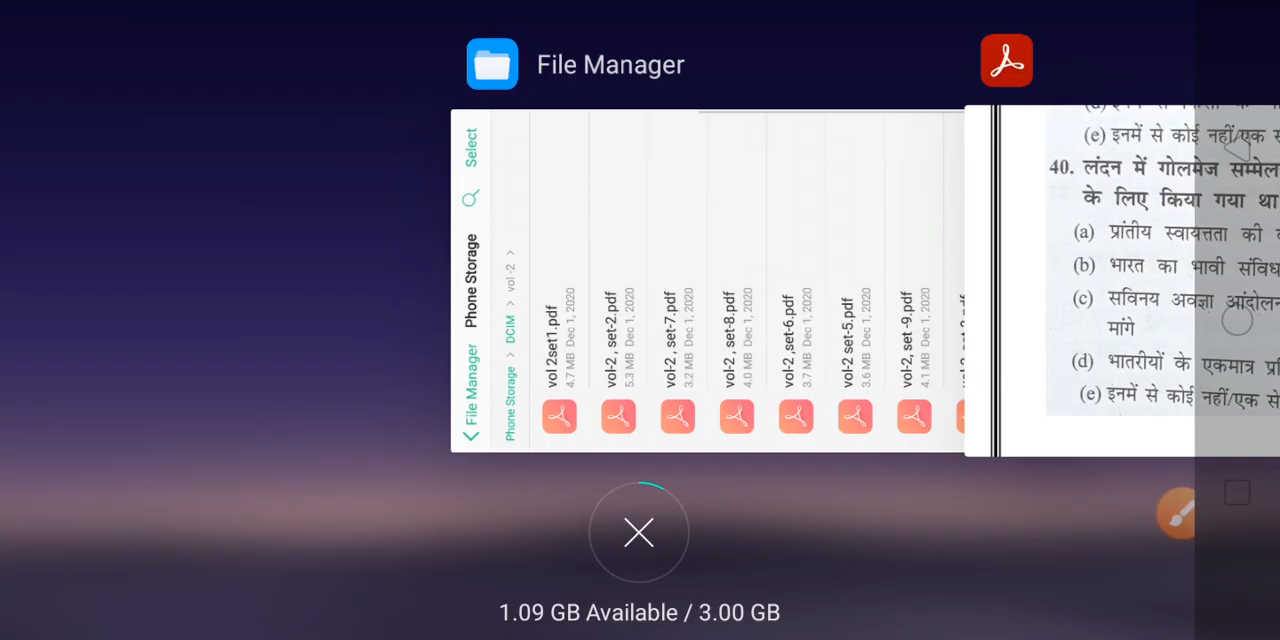 File Manager
Select
Phone Storage
File Manager
Phone Storage > DCIM > vol -2 >
vol 2set1.pdf
4.7 MB Dec 1, 2020
vol-2, set-2.pdf
5.3 MB Dec 1, 2020
vol-2 , set-7.pdf
3.2 MB Dec 1, 2020
vol-2 , set-8.pdf
4.0 MB Dec 1, 2020
vol-2 ,set-6.pdf
3.7 MB Dec 1, 2020
vol-2 set-5.pdf
3.6 MB Dec 1, 2020
vol-2, set -9.pdf
4.1 MB Dec 1, 2020
(e) इनमें से कोई नहीं/एक
40. लंदन में गोलमेज
के लिए किया गया था
(a) प्रांतीय स्वायत्तता की
(b) भारत का भावी
(c) सविनय अवज्ञा
मांगे
(d) भातरीयों के एकमात्र
(e) इनमें से कोई नहीं/एक
1.09 GB Available / 3.00 GB